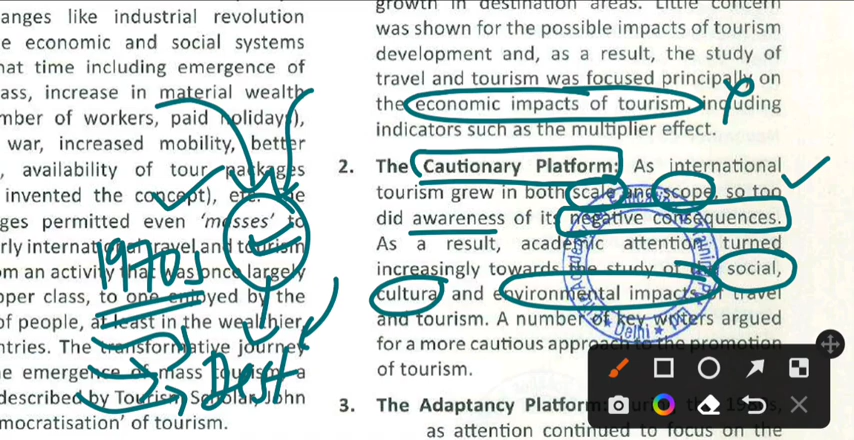 anges like industrial revolution
e economic and social systems
hat time including emergence of
ass, increase in material wealth
mber of workers, paid holidays),
war, increased mobility, better
, availability of tour packages
invented the concept), etc. The
ges permitted even 'masses' to
rly international travel and tourism
om an activity that was once largely
pper class, to one enjoyed by the
of people, at least in the wealthier
ntries. The transformative journey
he emergence of mass tourism, a
described by Tourism Scholar, John
mocratisation' of tourism.
1970s
Dest
growth in destination areas. Little concern
was shown for the possible impacts of tourism
development and, as a result, the study of
travel and tourism was focused principally on
the economic impacts of tourism, including
indicators such as the multiplier effect.
2. The Cautionary Platform: As international
tourism grew in both scale and scope, so too
did awareness of its negative consequences.
As a result, academic attention turned
increasingly towards the study of the social,
cultural and environmental impacts of travel
and tourism. A number of key writers argued
for a more cautious approach to the promotion
of tourism.
3. The Adaptancy Platform: During the 1980s,
as attention continued to focus on the
Delhi